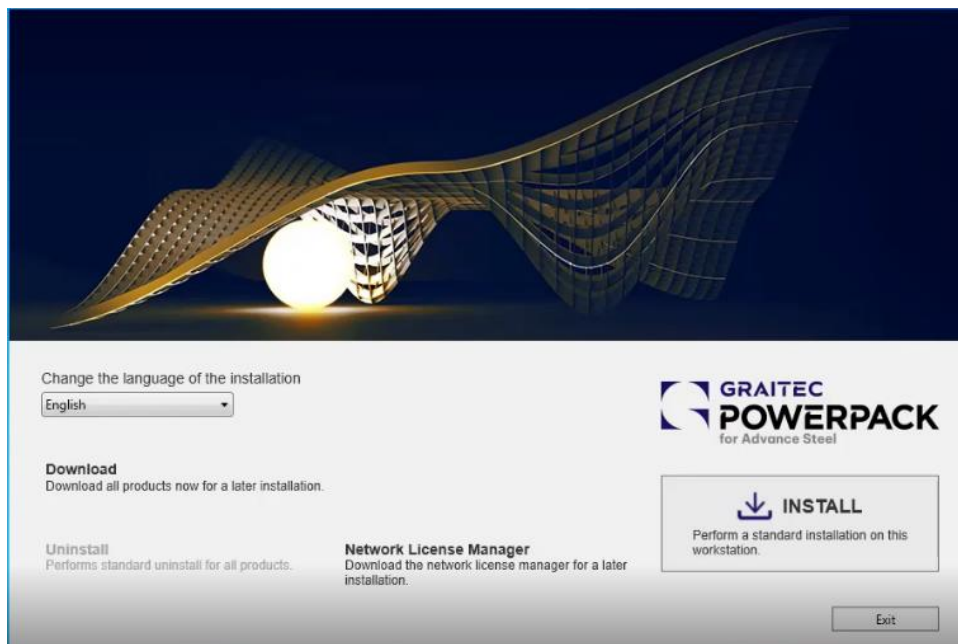 Change the language of the installation
English
GRAITEC
POWERPACK
for Advance Steel
Download
Download all products now for a later installation.
INSTALL
Perform a standard installation on this
workstation.
Uninstall
Performs standard uninstall for all products.
Network License Manager
Download the network license manager for a later
installation.
Exit